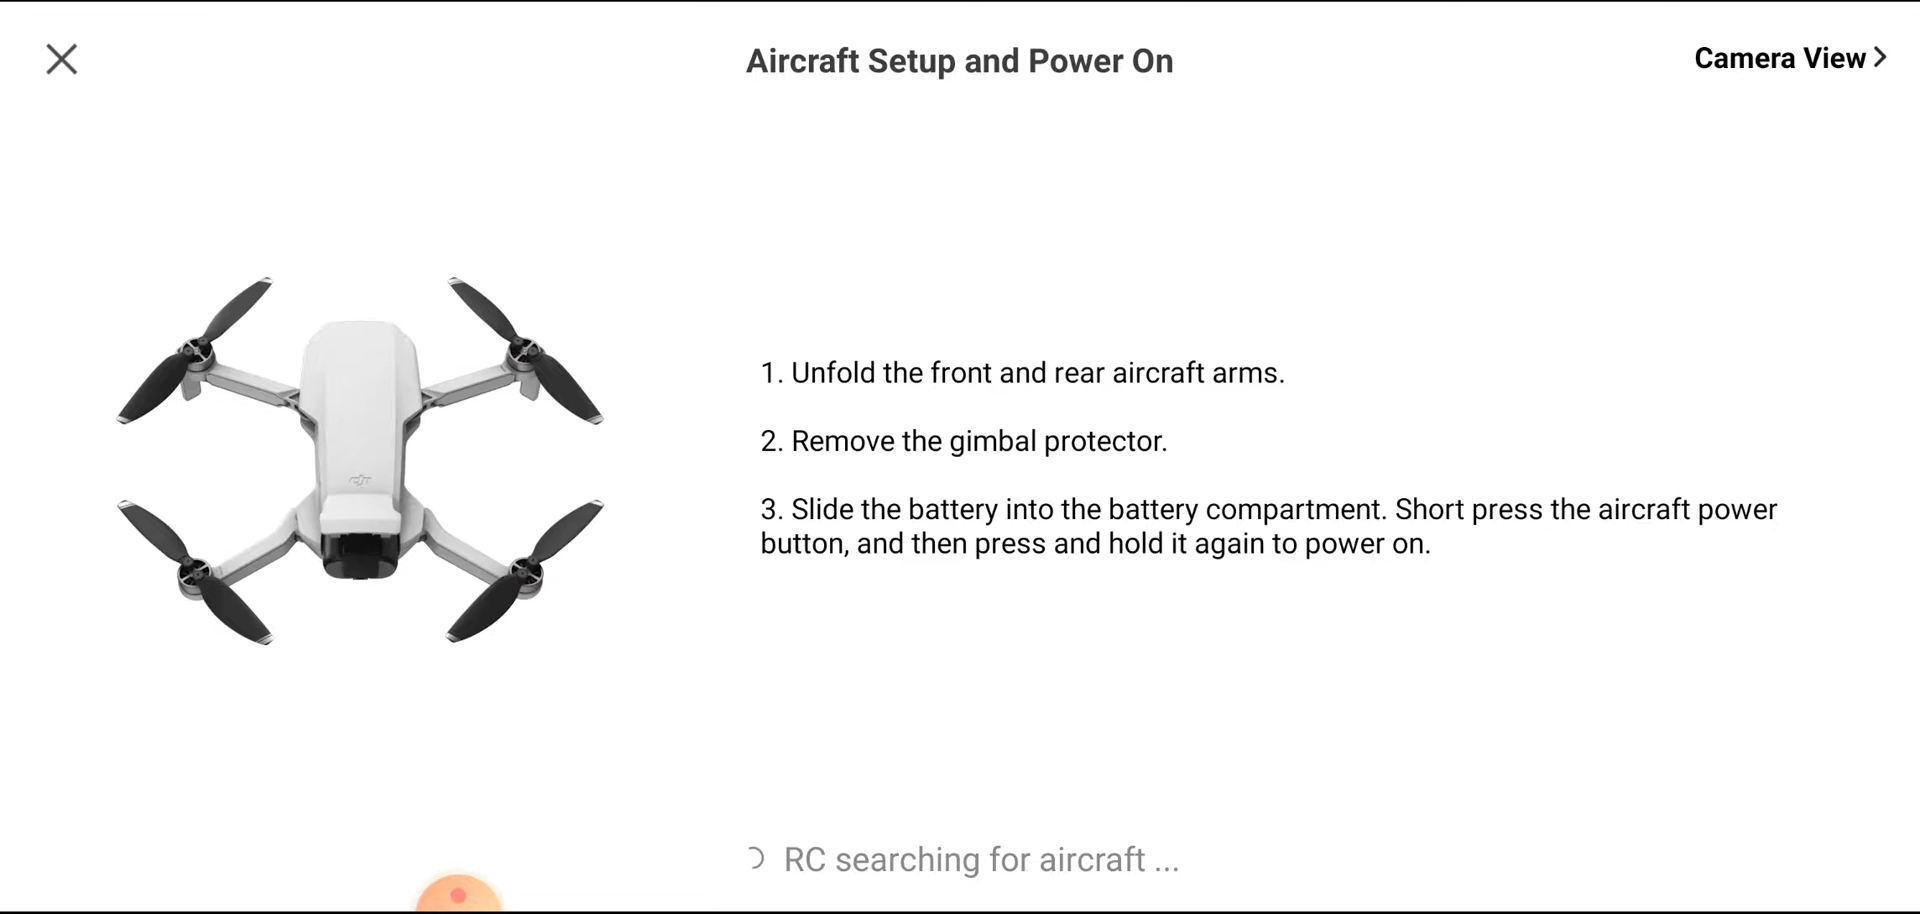 Aircraft Setup and Power On
Camera View >
1. Unfold the front and rear aircraft arms.
2. Remove the gimbal protector.
3. Slide the battery into the battery compartment. Short press the aircraft power
button, and then press and hold it again to power on.
dji
RC searching for aircraft ...